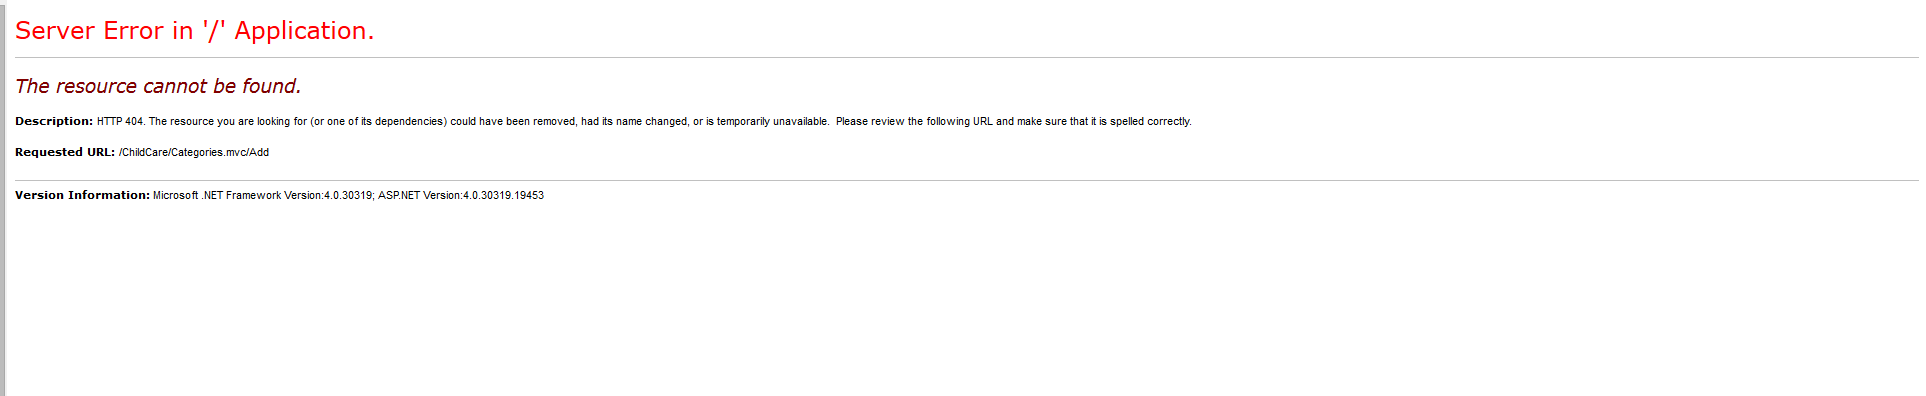 Server Error in '/' Application.
The resource cannot be found.
Description: HTTP 404. The resource you are looking for (or one of its dependencies) could have been removed, had its name changed, or is temporarily unavailable.  Please review the following URL and make sure that it is spelled correctly.
Requested URL: /ChildCare/Categories.mvc/Add
Version Information: Microsoft .NET Framework Version:4.0.30319; ASP.NET Version:4.0.30319.19453